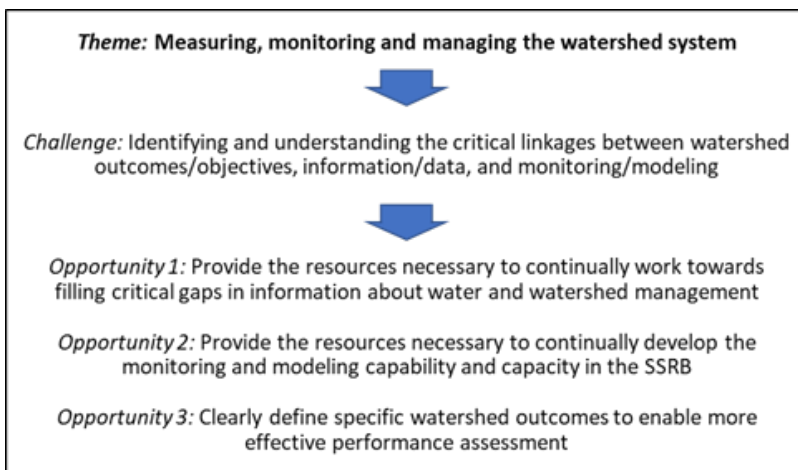 Theme: Measuring, monitoring and managing the watershed system
Challenge: Identifying and understanding the critical linkages between watershed
outcomes/objectives, information/data, and monitoring/modeling
Opportunity 1: Provide the resources necessary to continually work towards
filling critical gaps in information about water and watershed management
Opportunity 2: Provide the resources necessary to continually develop the
monitoring and modeling capability and capacity in the SSRB
Opportunity 3: Clearly define specific watershed outcomes to enable more
effective performance assessment